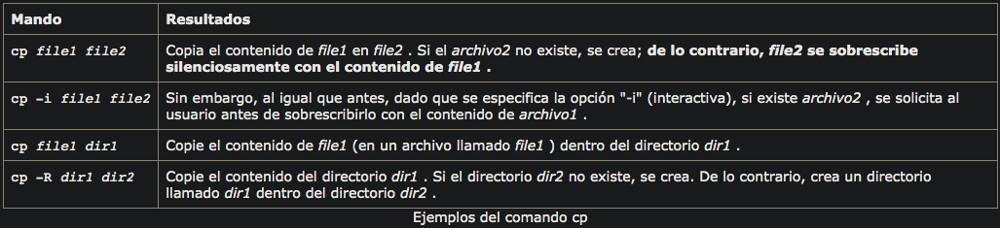 Mando Resultados
cp file1 file2 Copia el contenido de file1 en file2 . Si el archivo2 no existe, se crea; de lo contrario, file2 se sobrescribe
silenciosamente con el contenido de file1 .
cp -i file1 file2 Sin embargo, al igual que antes, dado que se especifica la opción "-i" (interactiva), si existe archivo2 , se solicita al
usuario antes de sobrescribirlo con el contenido de archivo1 .
cp file1 dir1 Copie el contenido de file1 (en un archivo llamado file1 ) dentro del directorio dir1 .
cp -R dir1 dir2 Copie el contenido del directorio dir1 . Si el directorio dir2 no existe, se crea. De lo contrario, crea un directorio
llamado dir1 dentro del directorio dir2 .
Ejemplos del comando cp